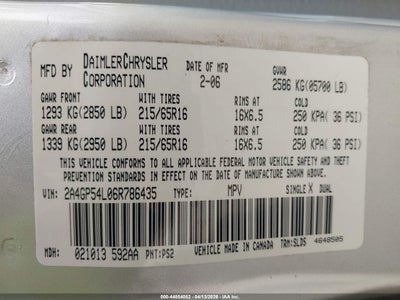 MFD BY DAIMLERCHRYSLER CORPORATION DATE OF MFR 2-06 GVWR 2586 KG(05700 LB)
GAWR FRONT WITH TIRES RIMS AT COLD
1293 KG(2850 LB) 215/65R16 16X6.5 250 KPA( 36 PSI)
GAWR REAR WITH TIRES RIMS AT COLD
1339 KG(2950 LB) 215/65R16 16X6.5 250 KPA( 36 PSI)
THIS VEHICLE CONFORMS TO ALL APPLICABLE FEDERAL MOTOR VEHICLE SAFETY, BUMPER, AND THEFT
PREVENTION STANDARDS IN EFFECT ON THE DATE OF MANUFACTURE SHOWN ABOVE.
VIN: 2A4GP54L06R786435 TYPE: MPV SINGLE X DUAL
MDH: 021013 592AA PNT: PS2 VEHICLE MADE IN CANADA TRM: SLDS 4648505
000-44554052 - 04/13/2026 - IAA, Inc.